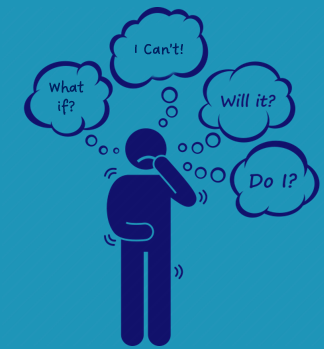 I Can't!
What
if?
Will it?
Do I?